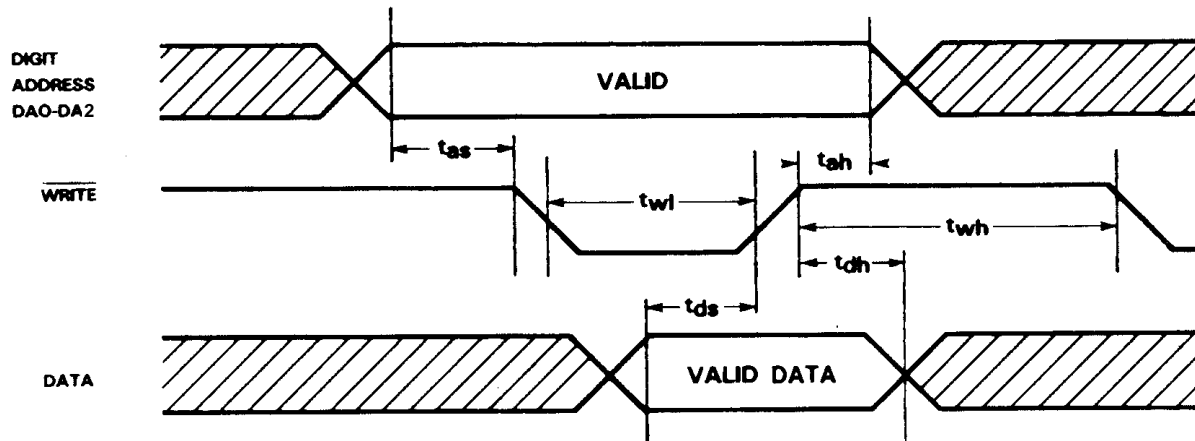 DIGIT
ADDRESS
DAO-DA2
VALID
tas
tah
WRITE
twl
twh
tdh
tds
DATA
VALID DATA